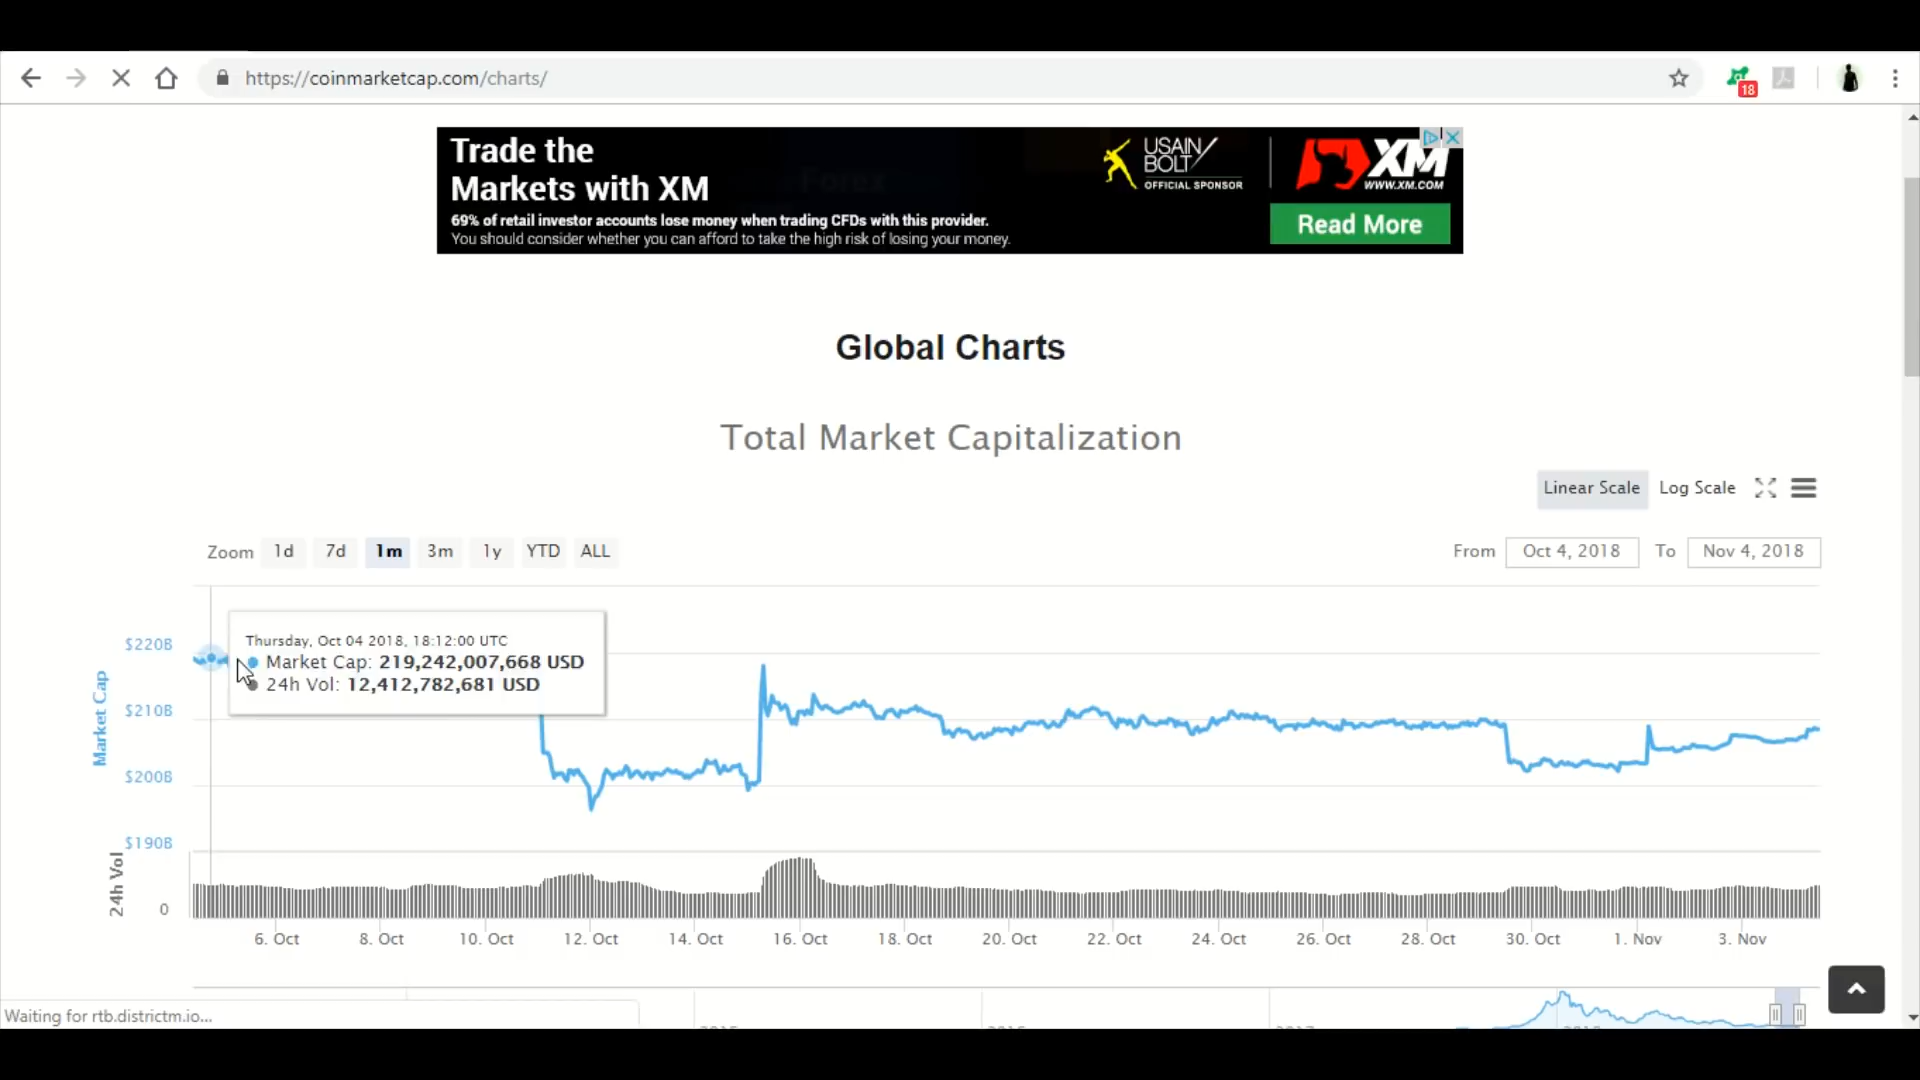 https://coinmarketcap.com/charts/
18
Trade the
Markets with XM
69% of retail investor accounts lose money when trading CFDs with this provider.
You should consider whether you can afford to take the high risk of losing your money.
USAIN
BOLT
OFFICIAL SPONSOR
XM
WWW.XM.COM
Read More
Global Charts
Total Market Capitalization
Linear Scale Log Scale
Zoom 1d 7d 1m 3m 1y YTD ALL
From Oct 4, 2018 To Nov 4, 2018
Thursday, Oct 04 2018, 18:12:00 UTC
Market Cap: 219,242,007,668 USD
24h Vol: 12,412,782,681 USD
$220B
$210B
$200B
$190B
0
Market Cap
24h Vol
6. Oct 8. Oct 10. Oct 12. Oct 14. Oct 16. Oct 18. Oct 20. Oct 22. Oct 24. Oct 26. Oct 28. Oct 30. Oct 1. Nov 3. Nov
Waiting for rtb.districtm.io...